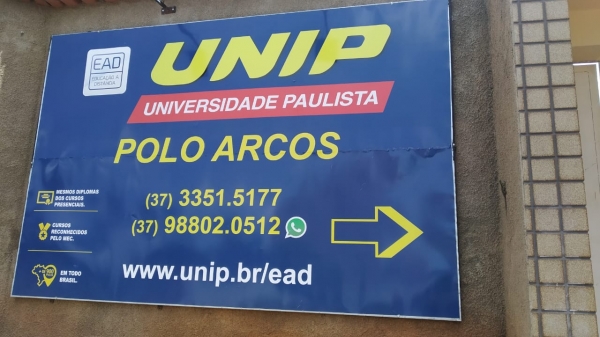 EAD
EDUCAÇÃO A
DISTÂNCIA
UNIP
UNIVERSIDADE PAULISTA
POLO ARCOS
(37) 3351.5177
(37) 98802.0512
MESMOS DIPLOMAS
DOS CURSOS
PRESENCIAIS.
CURSOS
RECONHECIDOS
PELO MEC.
EM TODO
BRASIL.
www.unip.br/ead